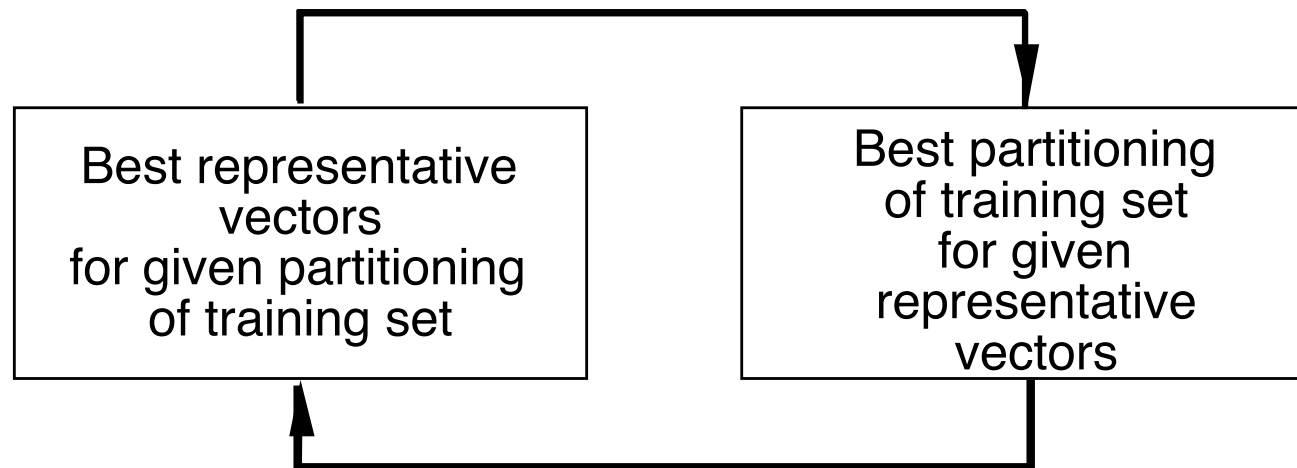 Best representative
vectors
for given partitioning
of training set
Best partitioning
of training set
for given
representative
vectors